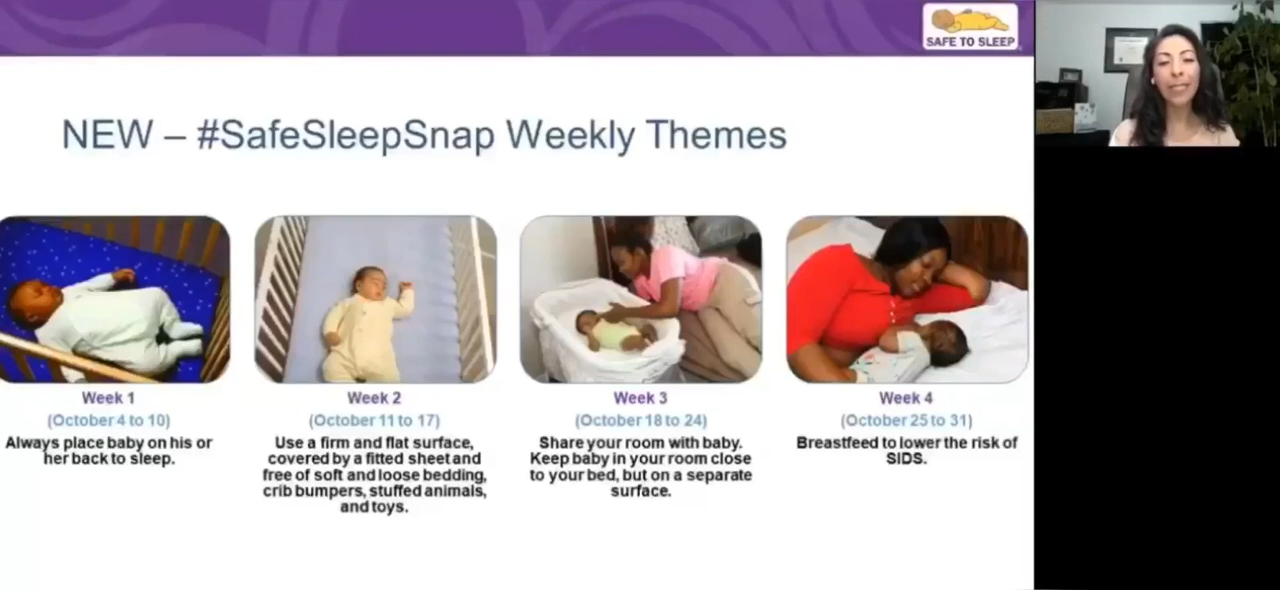 SAFE TO SLEEP
NEW – #SafeSleepSnap Weekly Themes
Week 1
(October 4 to 10)
Always place baby on his or
her back to sleep.
Week 2
(October 11 to 17)
Use a firm and flat surface,
covered by a fitted sheet and
free of soft and loose bedding,
crib bumpers, stuffed animals,
and toys.
Week 3
(October 18 to 24)
Share your room with baby.
Keep baby in your room close
to your bed, but on a separate
surface.
Week 4
(October 25 to 31)
Breastfeed to lower the risk of
SIDS.